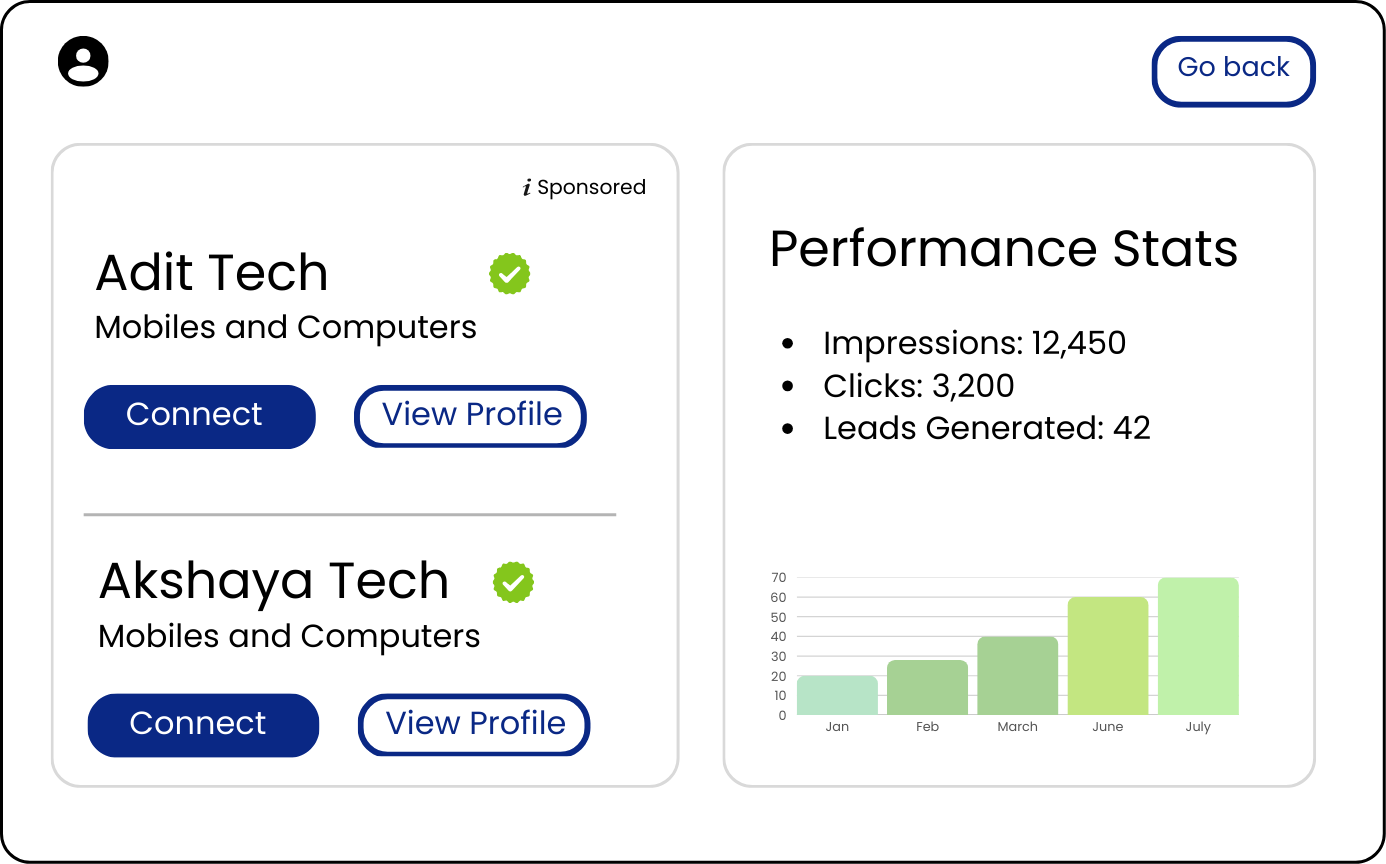 Go back
i Sponsored
Adit Tech
Mobiles and Computers
Connect
View Profile
Akshaya Tech
Mobiles and Computers
Connect
View Profile
Performance Stats
• Impressions: 12,450
• Clicks: 3,200
• Leads Generated: 42
70
60
50
40
30
20
10
0
Jan
Feb
March
June
July